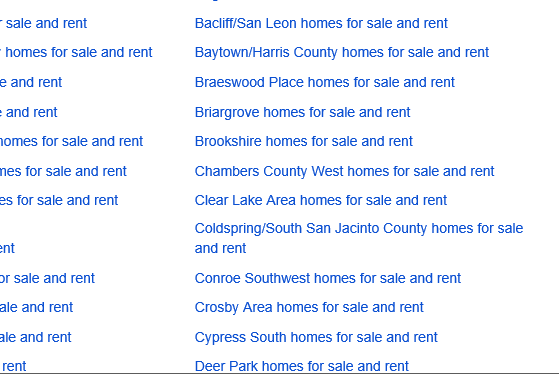 sale and rent
Bacliff/San Leon homes for sale and rent
homes for sale and rent
Baytown/Harris County homes for sale and rent
and rent
Braeswood Place homes for sale and rent
and rent
Briargrove homes for sale and rent
homes for sale and rent
Brookshire homes for sale and rent
for sale and rent
Chambers County West homes for sale and rent
for sale and rent
Clear Lake Area homes for sale and rent
Coldspring/South San Jacinto County homes for sale
and rent
Conroe Southwest homes for sale and rent
sale and rent
Crosby Area homes for sale and rent
and rent
Cypress South homes for sale and rent
and rent
Deer Park homes for sale and rent
rent